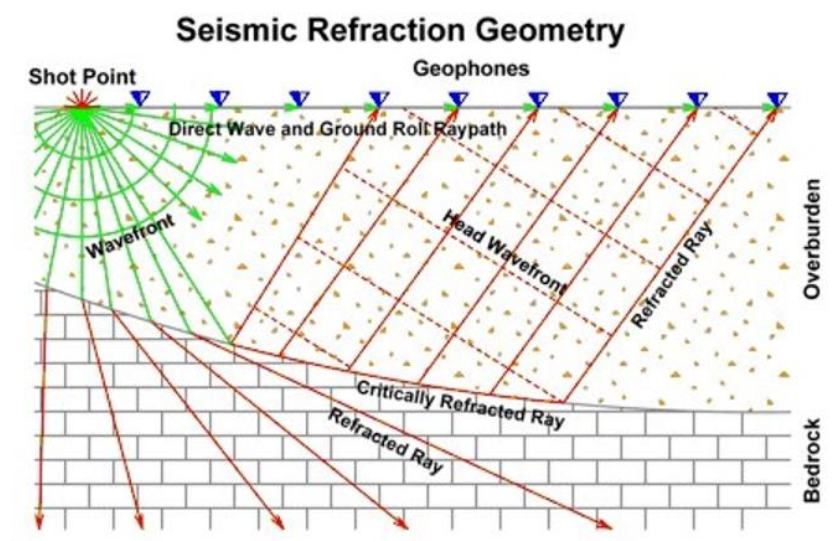 Seismic Refraction Geometry
Shot Point
Geophones
Direct Wave and Ground Roll Raypath
Wavefront
Head Wavefront
Refracted Ray
Overburden
Critically Refracted Ray
Refracted Ray
Bedrock